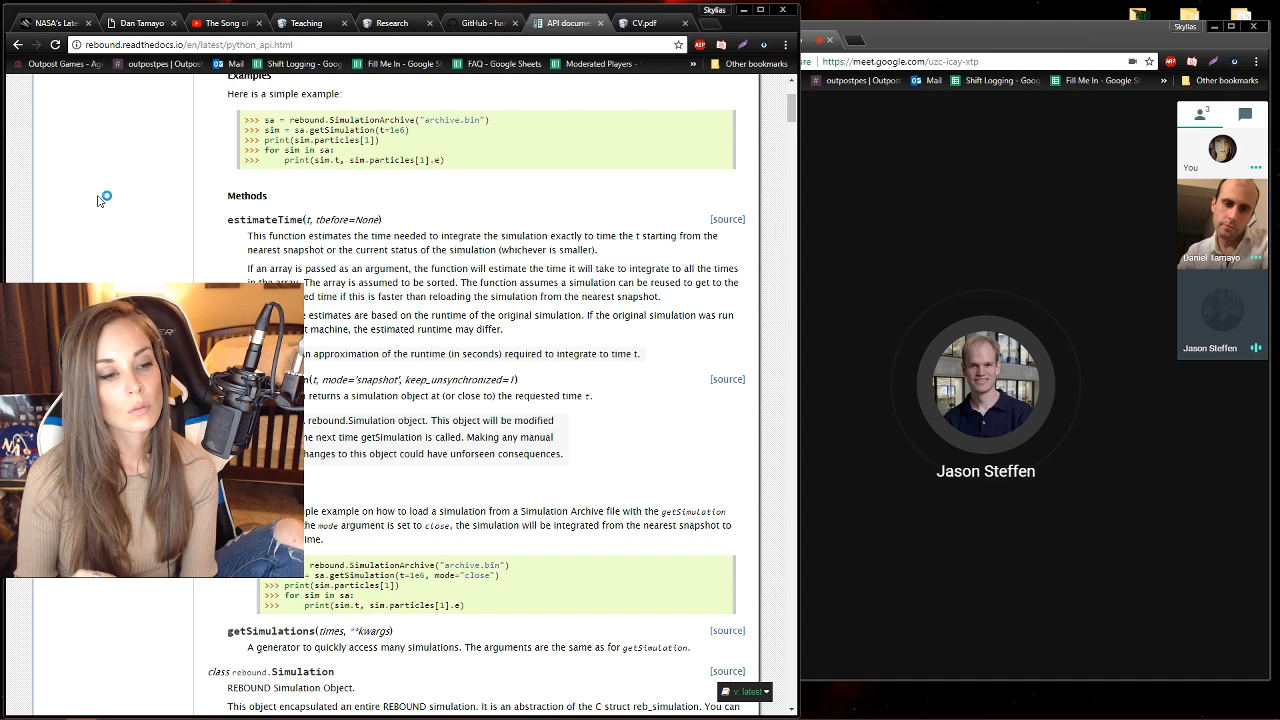 Skylias
NASA's Late
Dan Tamayo
The Song of
Teaching
Research
GitHub - han
API docume
CV.pdf
rebound.readthedocs.io/en/latest/python_api.html
Outpost Games - Age
outpostpes | Outpost
Mail
Shift Logging - Goog
Fill Me In - Google S
FAQ - Google Sheets
Moderated Players -
»
Other bookmarks
Examples
Here is a simple example:
>>> sa = rebound.SimulationArchive("archive.bin")
>>> sim = sa.getSimulation(t=1e6)
>>> print(sim.particles[1])
>>> for sim in sa:
>>> print(sim.t, sim.particles[1].e)
Methods
estimateTime(t, tbefore=None) [source]
This function estimates the time needed to integrate the simulation exactly to time the t starting from the
nearest snapshot or the current status of the simulation (whichever is smaller).
If an array is passed as an argument, the function will estimate the time it will take to integrate to all the times
in the array. The array is assumed to be sorted. The function assumes a simulation can be reused to get to the
ed time if this is faster than reloading the simulation from the nearest snapshot.
e estimates are based on the runtime of the original simulation. If the original simulation was run
t machine, the estimated runtime may differ.
n approximation of the runtime (in seconds) required to integrate to time t.
n(t, mode='snapshot', keep_unsynchronized=1) [source]
returns a simulation object at (or close to) the requested time t.
rebound.Simulation object. This object will be modified
he next time getSimulation is called. Making any manual
hanges to this object could have unforseen consequences.
ple example on how to load a simulation from a Simulation Archive file with the getSimulation
he mode argument is set to close, the simulation will be integrated from the nearest snapshot to
ime.
rebound.SimulationArchive("archive.bin")
= sa.getSimulation(t=1e6, mode="close")
>>> print(sim.particles[1])
>>> for sim in sa:
>>> print(sim.t, sim.particles[1].e)
getSimulations(times, **kwargs) [source]
A generator to quickly access many simulations. The arguments are the same as for getSimulation.
class rebound.Simulation [source]
REBOUND Simulation Object.
v: latest
This object encapsulated an entire REBOUND simulation. It is an abstraction of the C struct reb_simulation. You can
Skylias
ure
https://meet.google.com/uzc-icay-xtp
outpostpes | Outpost
Mail
Shift Logging - Goog
Fill Me In - Google S
»
Other bookmarks
3
You
Daniel Tamayo
Jason Steffen
Jason Steffen